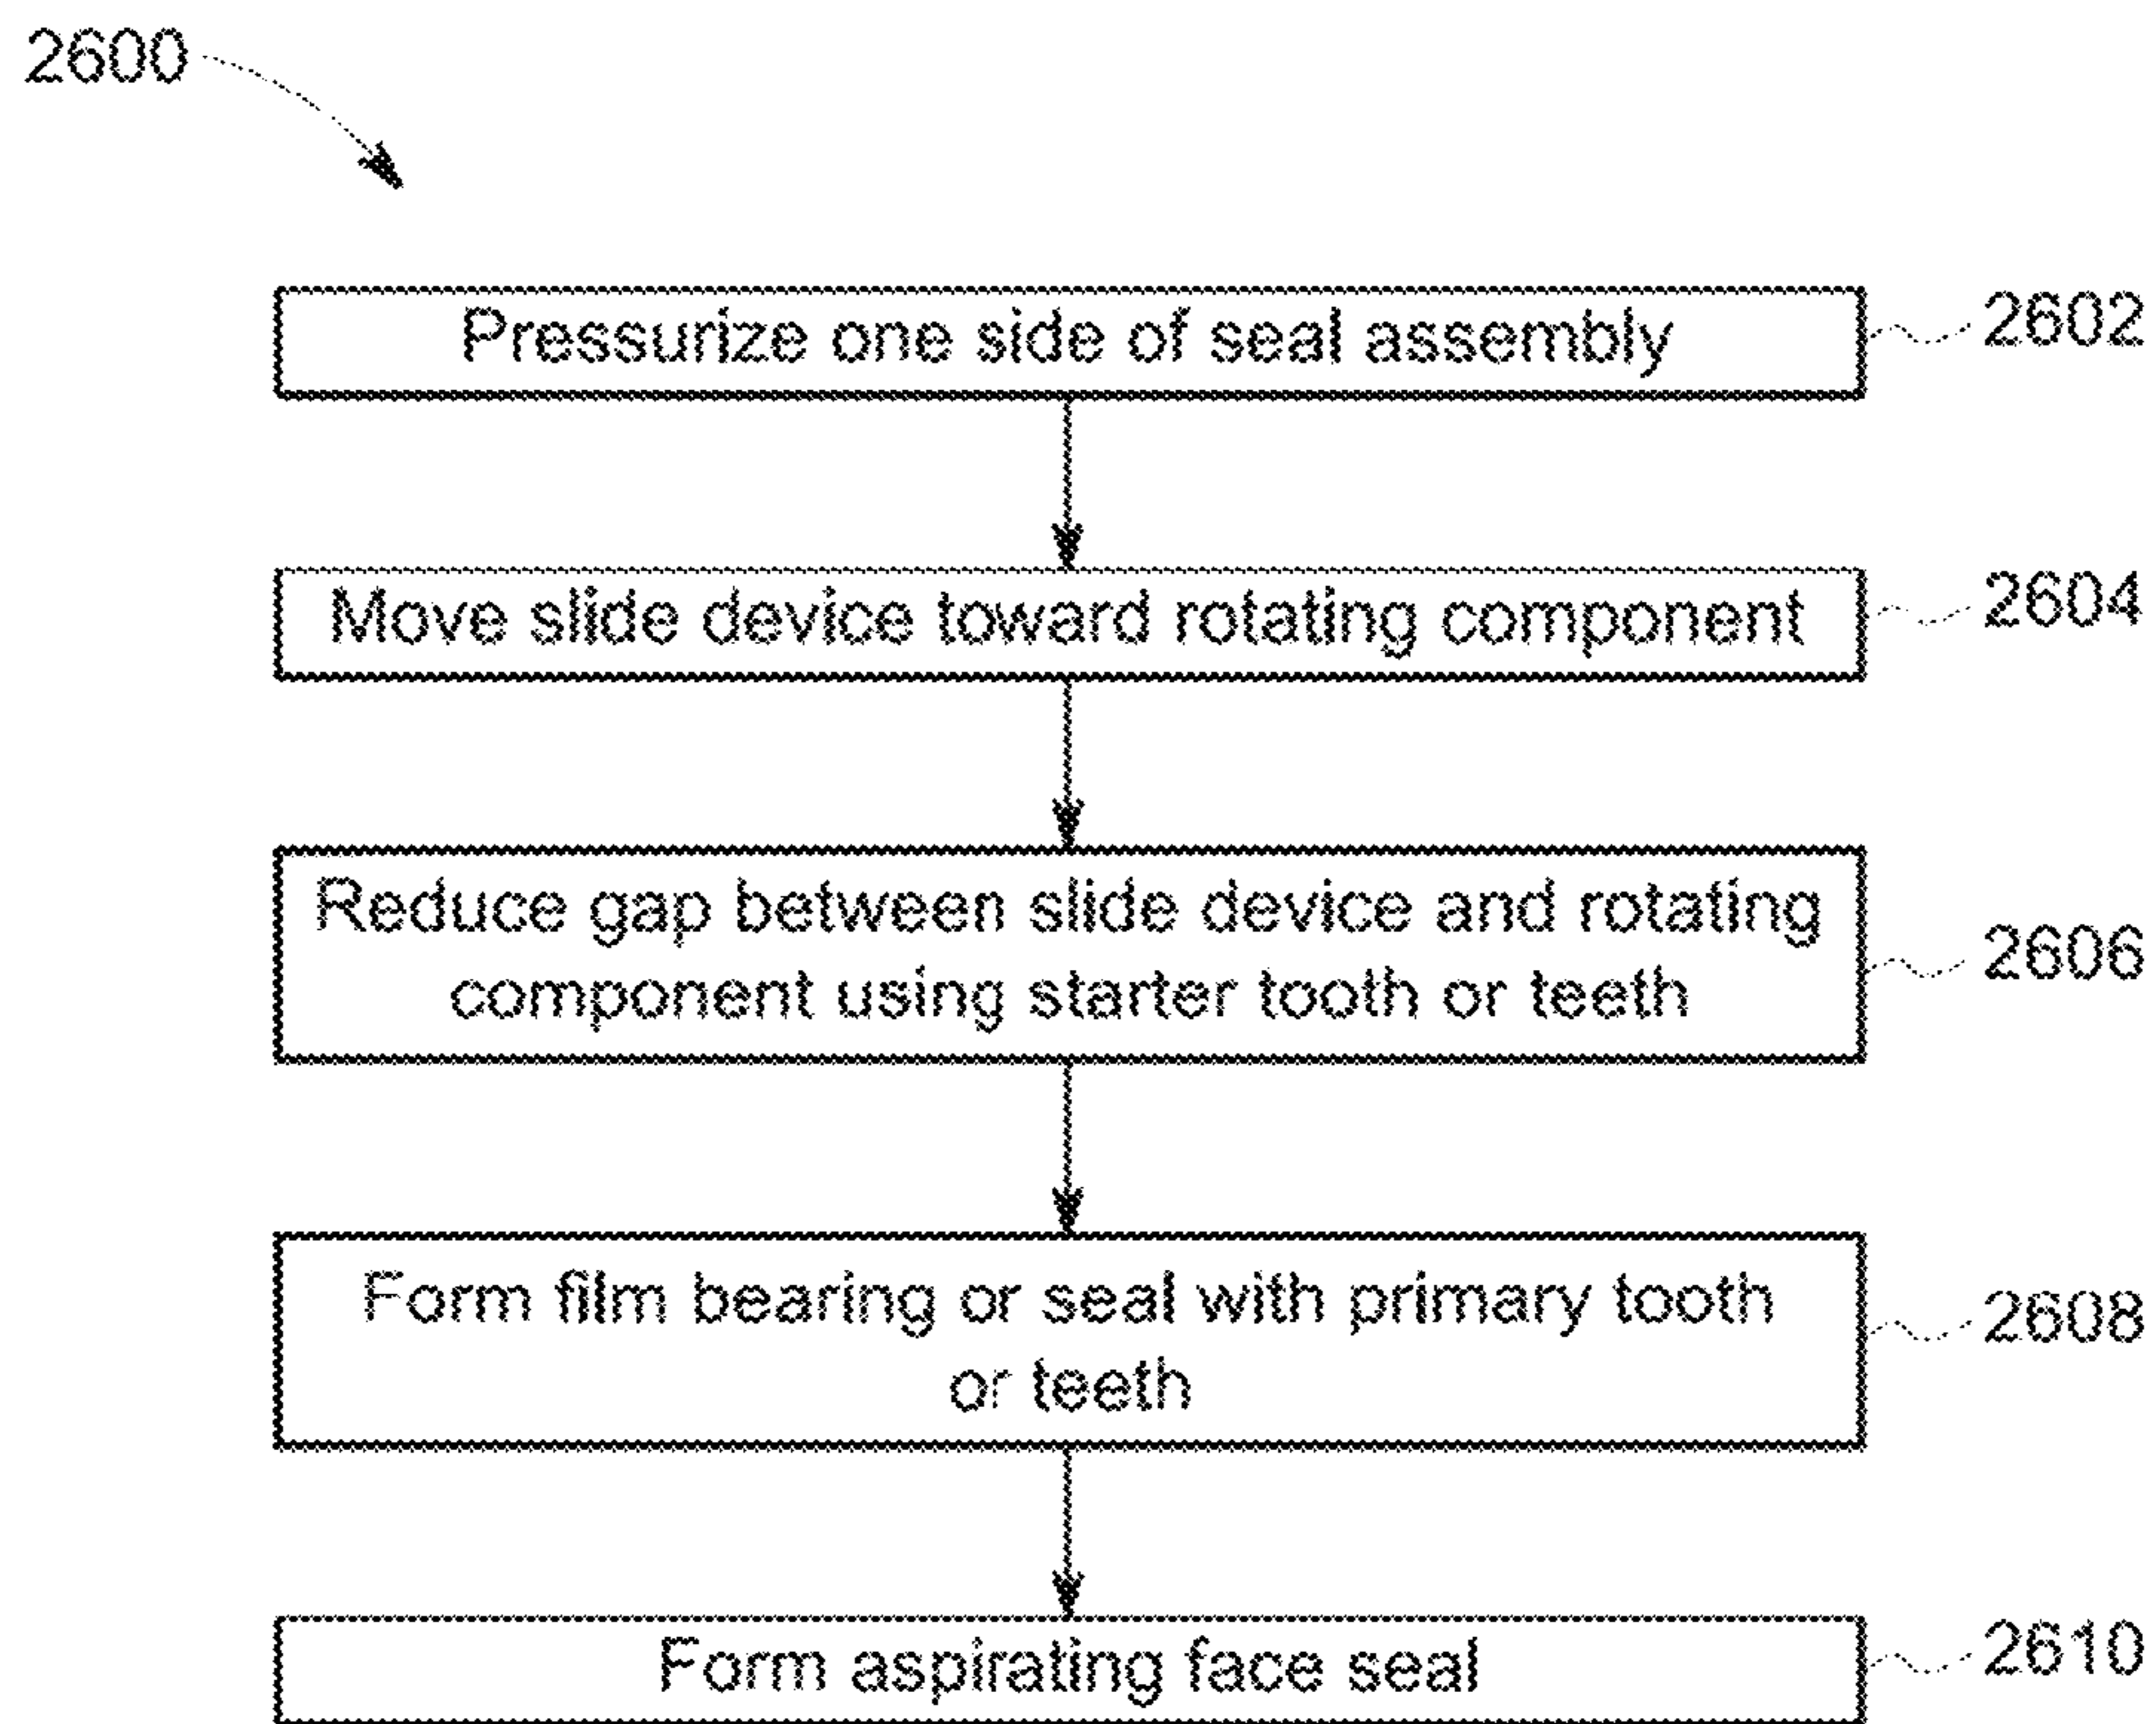 2600
Pressurize one side of seal assembly
2602
Move slide device toward rotating component
2604
Reduce gap between slide device and rotating
component using starter tooth or teeth
2606
Form film bearing or seal with primary tooth
or teeth
2608
Form aspirating face seal
2610